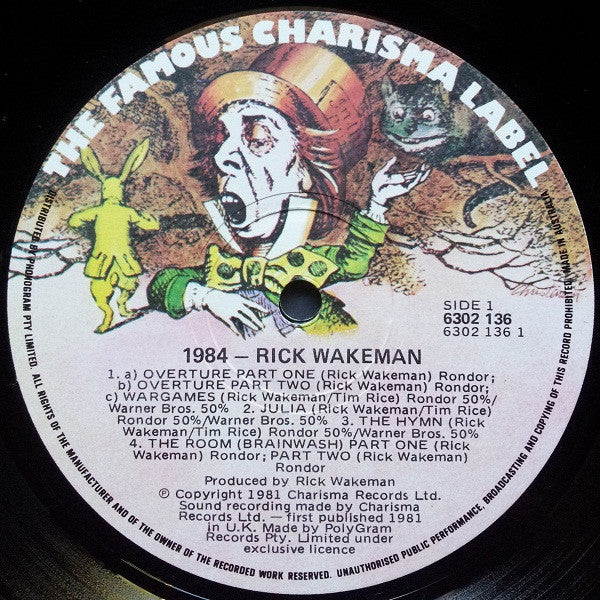 THE FAMOUS CHARISMA LABEL
SIDE 1
6302 136
6302 136 1
1984 – RICK WAKEMAN
1. a) OVERTURE PART ONE (Rick Wakeman) Rondor;
b) OVERTURE PART TWO (Rick Wakeman) Rondor;
c) WARGAMES (Rick Wakeman/Tim Rice) Rondor 50%/
Warner Bros. 50% 2. JULIA (Rick Wakeman/Tim Rice)
Rondor 50%/Warner Bros. 50% 3. THE HYMN (Rick
Wakeman/Tim Rice) Rondor 50%/Warner Bros. 50%
4. THE ROOM (BRAINWASH) PART ONE (Rick
Wakeman) Rondor; PART TWO (Rick Wakeman)
Rondor
Produced by Rick Wakeman
℗ Copyright 1981 Charisma Records Ltd.
Sound recording made by Charisma
Records Ltd. – first published 1981
in U.K. Made by PolyGram
Records Pty. Limited under
exclusive licence
DISTRIBUTED BY PHONOGRAM PTY LIMITED. ALL RIGHTS OF THE MANUFACTURER AND OF THE OWNER OF THE RECORDED WORK RESERVED. UNAUTHORISED PUBLIC PERFORMANCE, BROADCASTING AND COPYING OF THIS RECORD PROHIBITED. MADE IN AUSTRALIA.